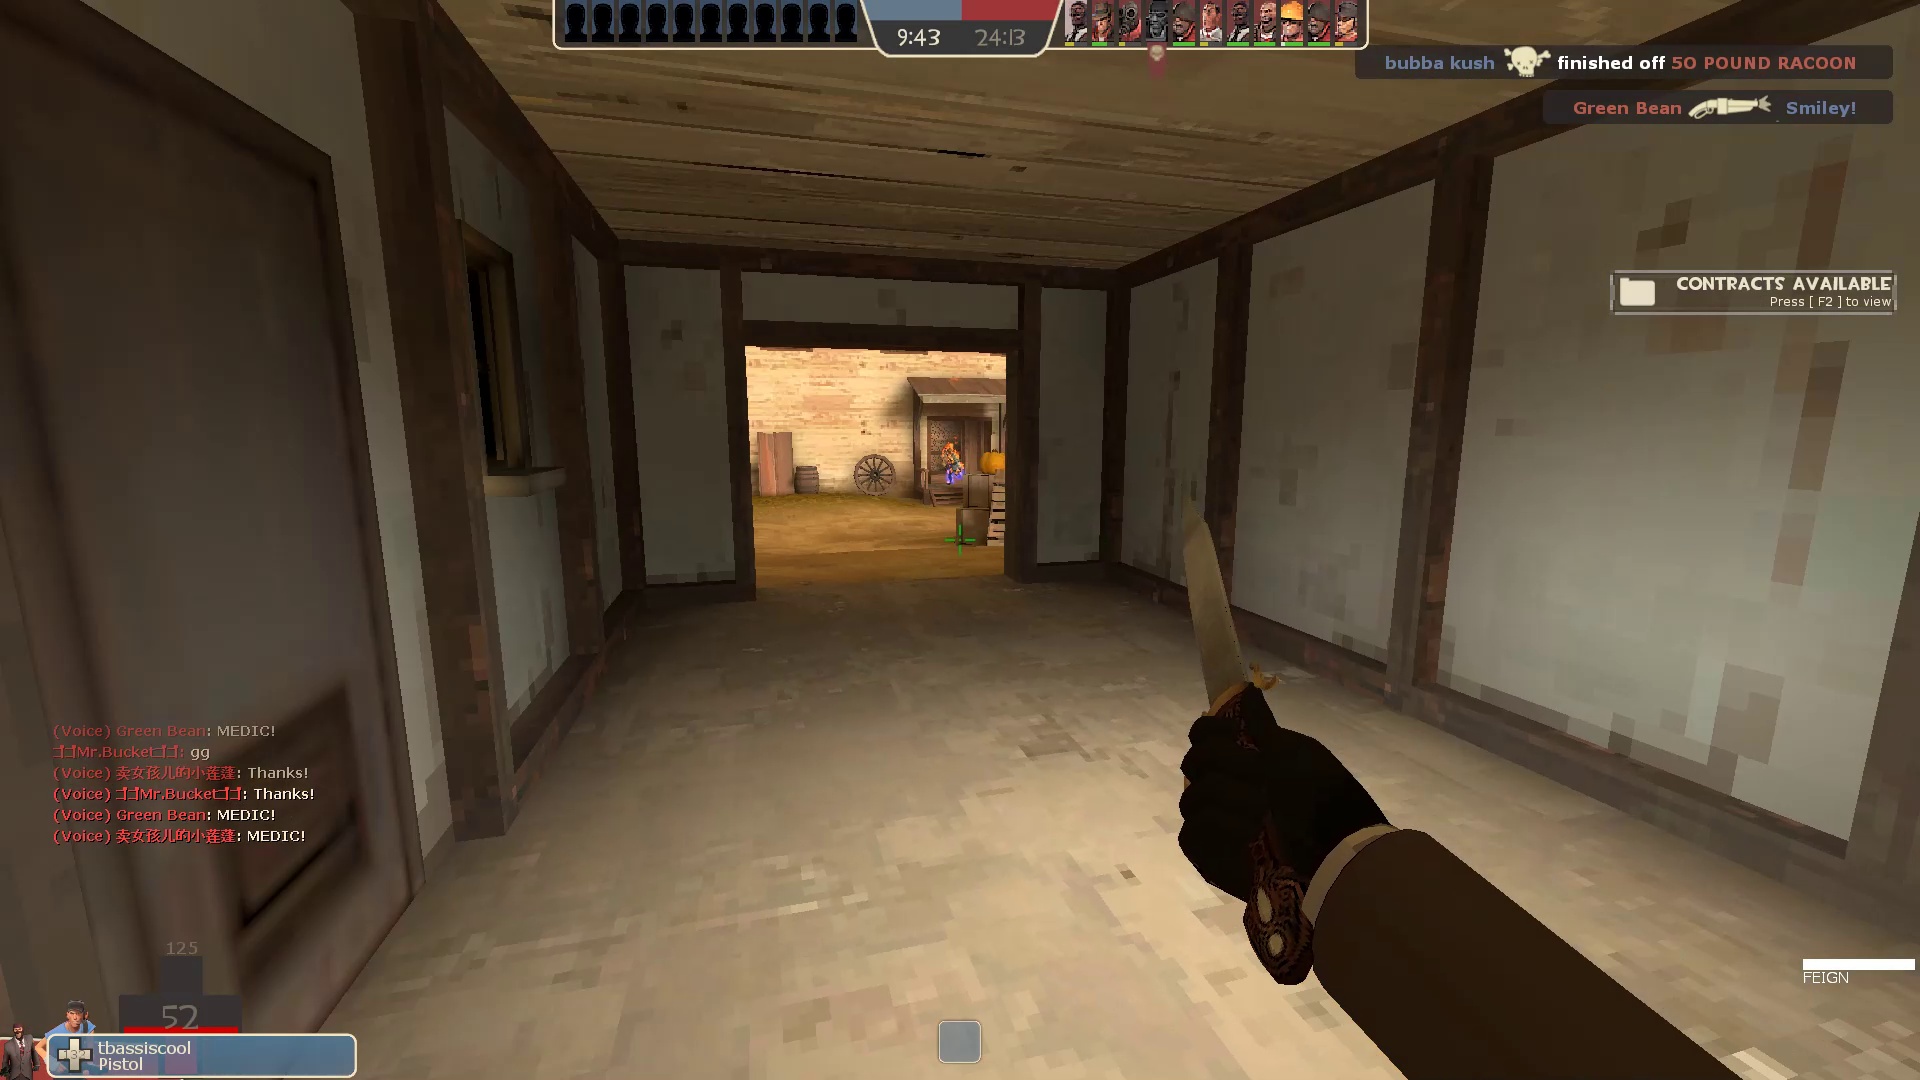 9:43 24:13
bubba kush finished off 50 POUND RACOON
Green Bean Smiley!
CONTRACTS AVAILABLE
Press [ F2 ] to view
(Voice) Green Bean: MEDIC!
Mr.Bucket: gg
(Voice) 卖女孩儿的小莲蓬: Thanks!
(Voice) Mr.Bucket: Thanks!
(Voice) Green Bean: MEDIC!
(Voice) 卖女孩儿的小莲蓬: MEDIC!
125
52
FEIGN
tbassiscool
Pistol